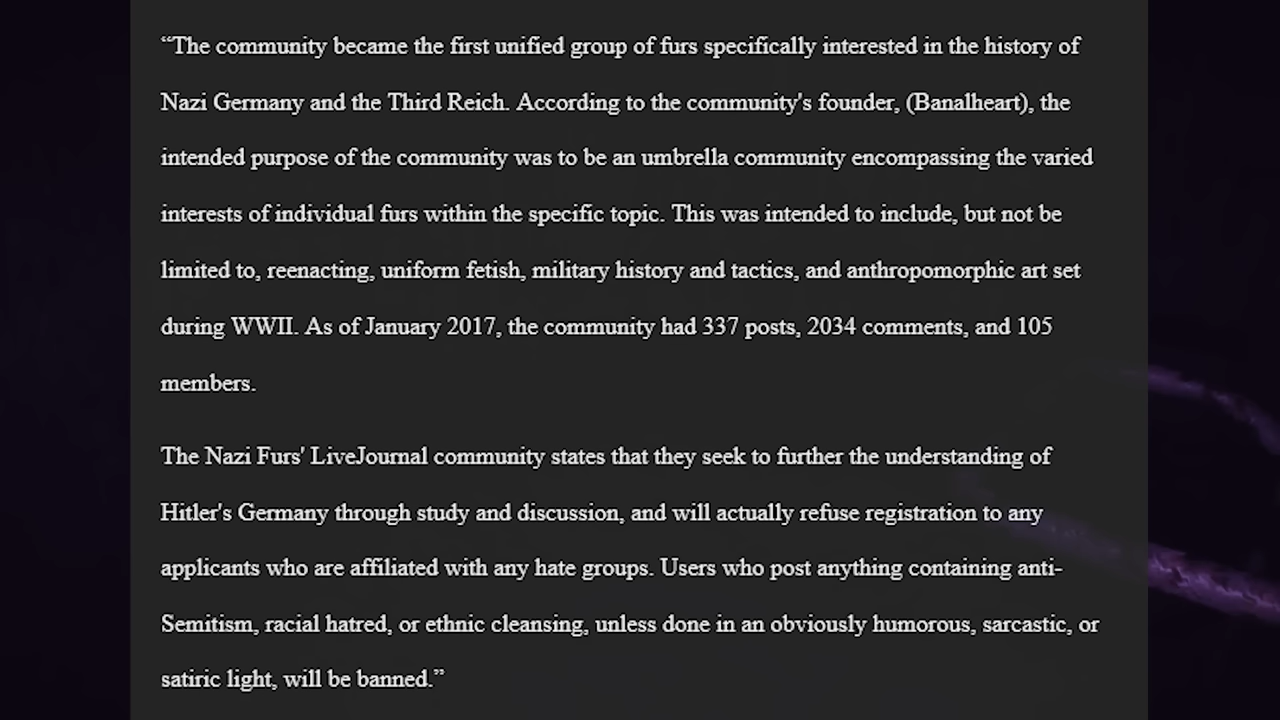 “The community became the first unified group of furs specifically interested in the history of
Nazi Germany and the Third Reich. According to the community's founder, (Banalheart), the
intended purpose of the community was to be an umbrella community encompassing the varied
interests of individual furs within the specific topic. This was intended to include, but not be
limited to, reenacting, uniform fetish, military history and tactics, and anthropomorphic art set
during WWII. As of January 2017, the community had 337 posts, 2034 comments, and 105
members.
The Nazi Furs' LiveJournal community states that they seek to further the understanding of
Hitler's Germany through study and discussion, and will actually refuse registration to any
applicants who are affiliated with any hate groups. Users who post anything containing anti-
Semitism, racial hatred, or ethnic cleansing, unless done in an obviously humorous, sarcastic, or
satiric light, will be banned.”